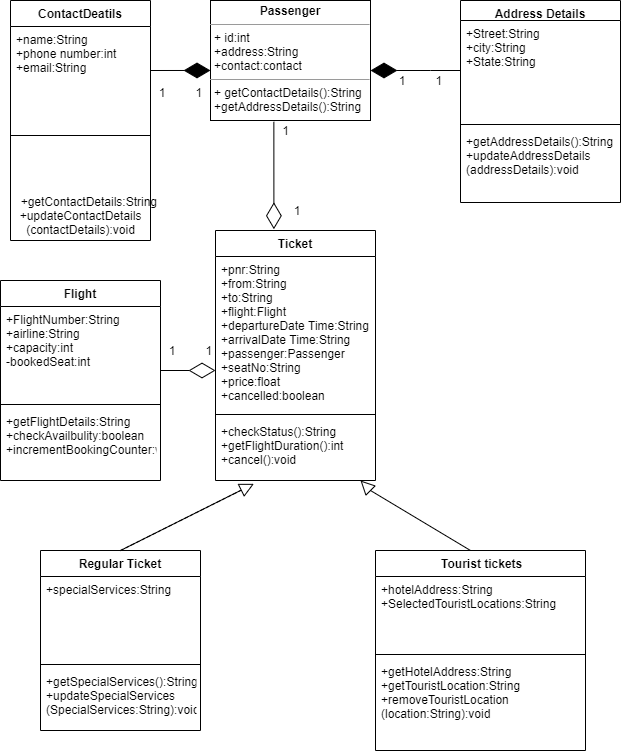 ContactDeatils
+name:String
+phone number:int
+email:String
+getContactDetails:String
+updateContactDetails
(contactDetails):void
Passenger
+ id:int
+address:String
+contact:contact
+ getContactDetails():String
+getAddressDetails():String
Address Details
+Street:String
+city:String
+State:String
+getAddressDetails():String
+updateAddressDetails
(addressDetails):void
1
1
1
1
1
1
Ticket
+pnr:String
+from:String
+to:String
+flight:Flight
+departureDate Time:String
+arrivalDate Time:String
+passenger:Passenger
+seatNo:String
+price:float
+cancelled:boolean
+checkStatus():String
+getFlightDuration():int
+cancel():void
Flight
+FlightNumber:String
+airline:String
+capacity:int
-bookedSeat:int
+getFlightDetails:String
+checkAvailbulity:boolean
+incrementBookingCounter:
1
1
Regular Ticket
+specialServices:String
+getSpecialServices():String
+updateSpecialServices
(SpecialServices:String):void
Tourist tickets
+hotelAddress:String
+SelectedTouristLocations:String
+getHotelAddress:String
+getTouristLocation:String
+removeTouristLocation
(location:String):void